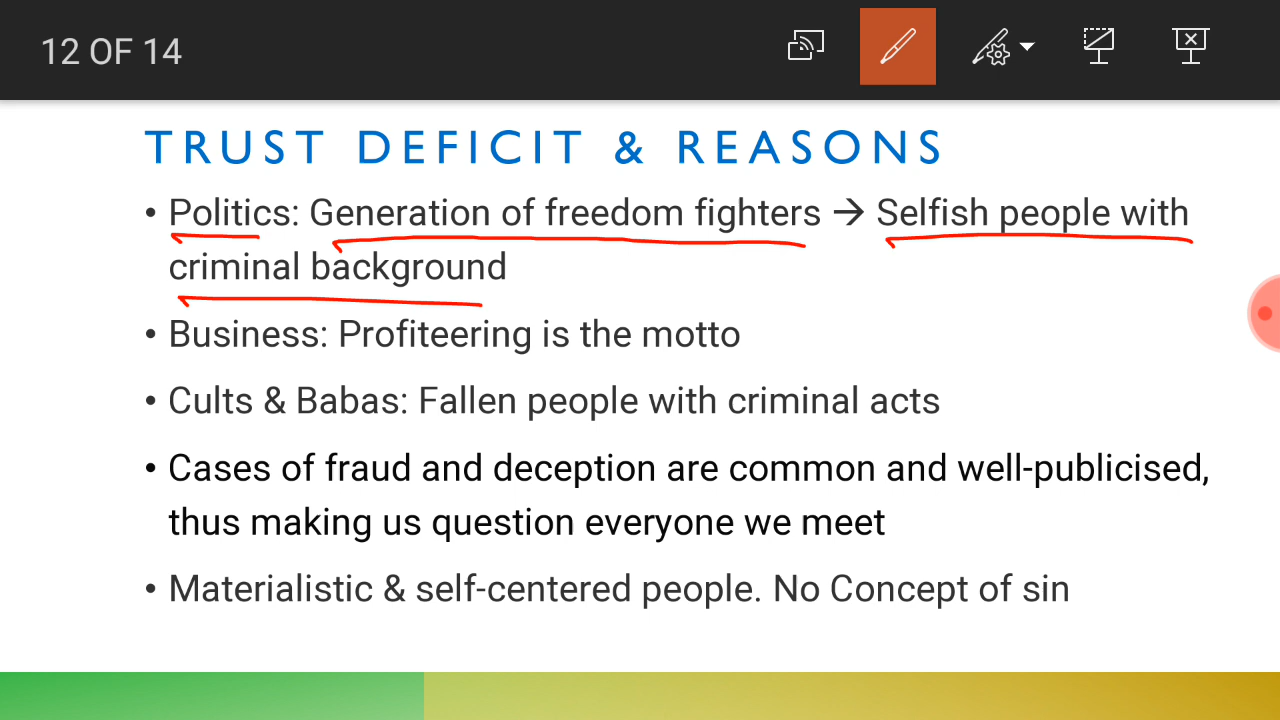 12 OF 14
TRUST DEFICIT & REASONS
• Politics: Generation of freedom fighters → Selfish people with
criminal background
• Business: Profiteering is the motto
• Cults & Babas: Fallen people with criminal acts
• Cases of fraud and deception are common and well-publicised,
thus making us question everyone we meet
• Materialistic & self-centered people. No Concept of sin